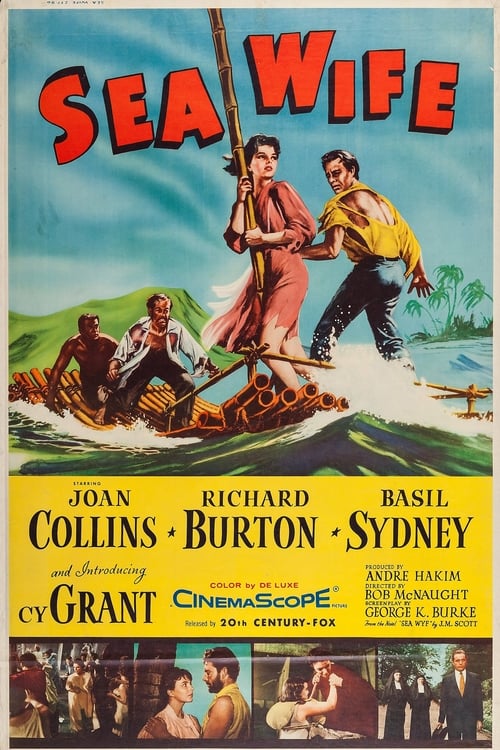 SEA WIFE
STARRING
JOAN COLLINS ★ RICHARD BURTON ★ BASIL SYDNEY
and Introducing
CY GRANT
COLOR by DE LUXE
CINEMASCOPE ®
PICTURE
Released by 20th CENTURY-FOX
PRODUCED BY
ANDRE HAKIM
DIRECTED BY
BOB McNAUGHT
SCREENPLAY BY
GEORGE K. BURKE
From the Novel "SEA WYF" by J.M. SCOTT